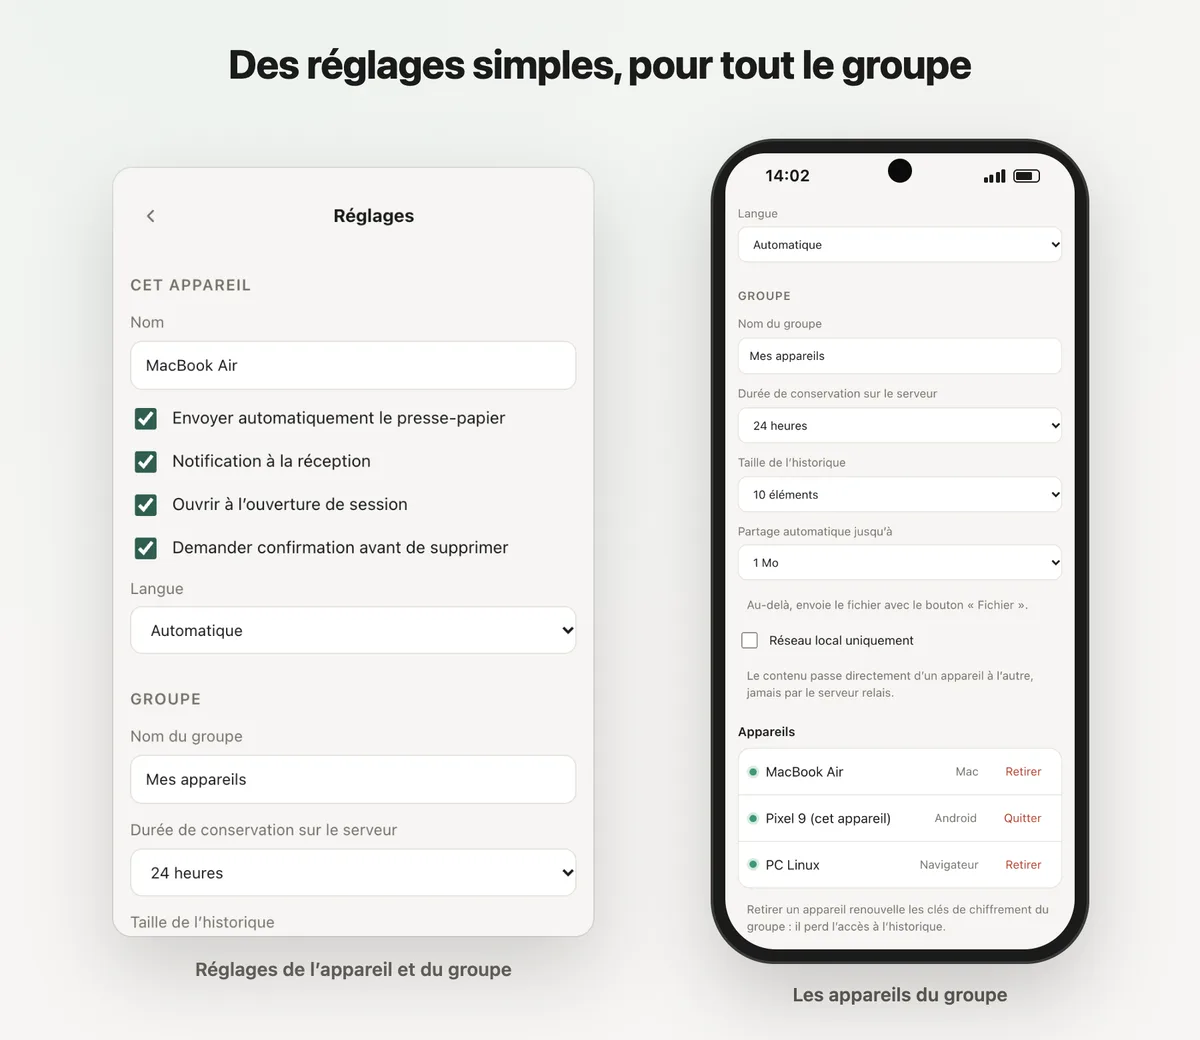 Des réglages simples, pour tout le groupe
Réglages
CET APPAREIL
Nom
MacBook Air
Envoyer automatiquement le presse-papier
Notification à la réception
Ouvrir à l’ouverture de session
Demander confirmation avant de supprimer
Langue
Automatique
GROUPE
Nom du groupe
Mes appareils
Durée de conservation sur le serveur
24 heures
Taille de l’historique
Réglages de l’appareil et du groupe
14:02
Langue
Automatique
GROUPE
Nom du groupe
Mes appareils
Durée de conservation sur le serveur
24 heures
Taille de l’historique
10 éléments
Partage automatique jusqu’à
1 Mo
Au-delà, envoie le fichier avec le bouton « Fichier ».
Réseau local uniquement
Le contenu passe directement d’un appareil à l’autre,
jamais par le serveur relais.
Appareils
MacBook Air Mac Retirer
Pixel 9 (cet appareil) Android Quitter
PC Linux Navigateur Retirer
Retirer un appareil renouvelle les clés de chiffrement du
groupe : il perd l’accès à l’historique.
Les appareils du groupe